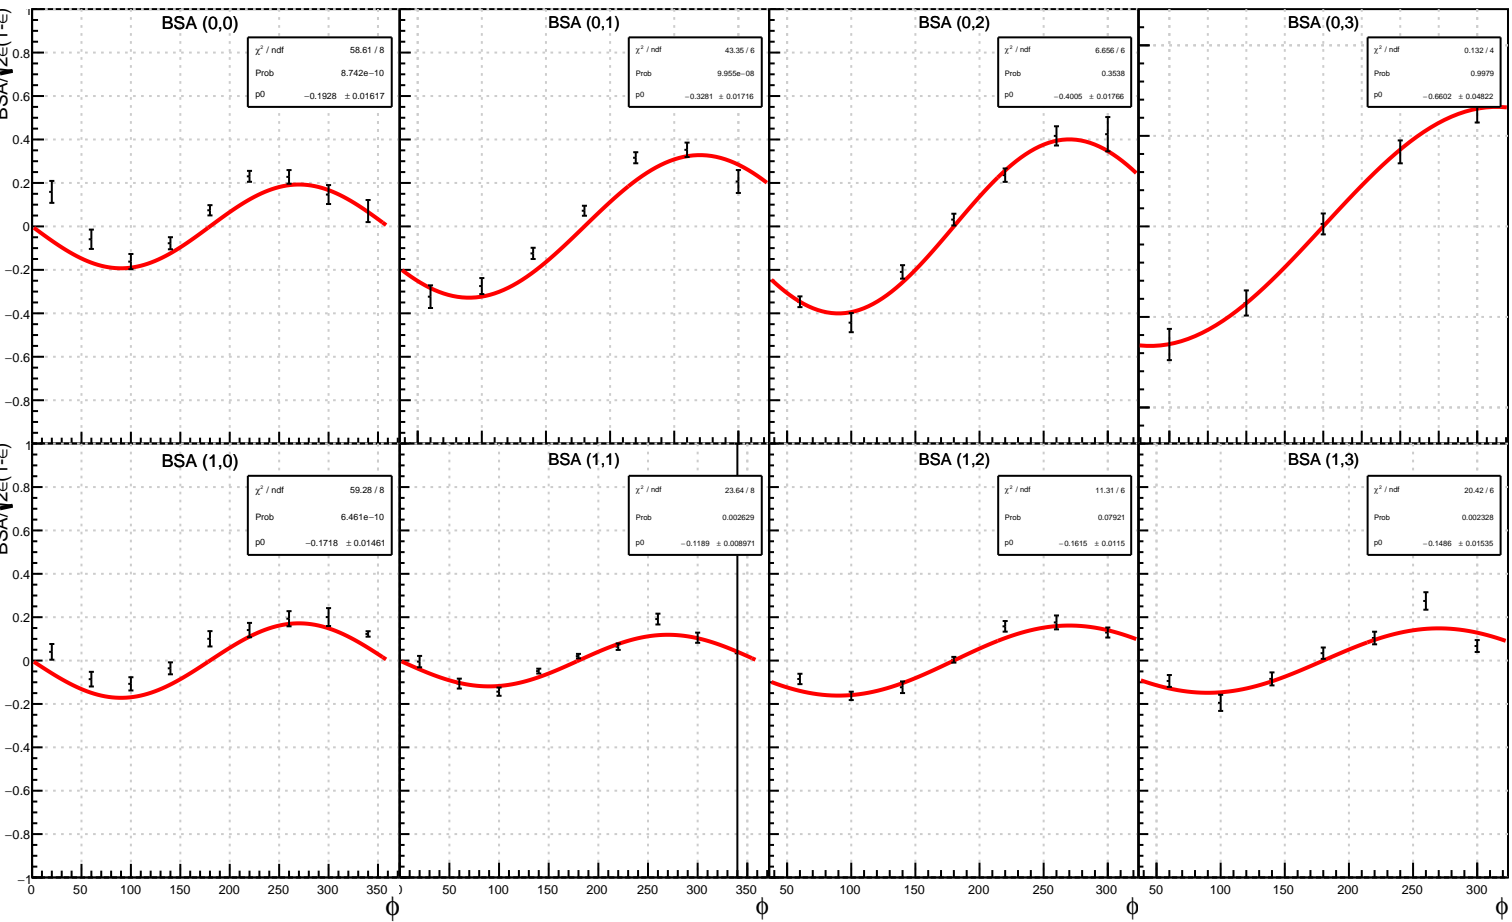 BSA (0,0)
BSA (0,1)
BSA (0,2)
BSA (0,3)
χ² / ndf 58.61 / 8
Prob 8.742e−10
p0 −0.1928 ± 0.01617
χ² / ndf 43.35 / 6
Prob 9.955e−08
p0 −0.3281 ± 0.01716
χ² / ndf 6.656 / 6
Prob 0.3538
p0 −0.4005 ± 0.01766
χ² / ndf 0.132 / 4
Prob 0.9979
p0 −0.6602 ± 0.04822
BSA/√2ε(1-ε)
0.8
0.6
0.4
0.2
0
−0.2
−0.4
−0.6
−0.8
BSA (1,0)
BSA (1,1)
BSA (1,2)
BSA (1,3)
χ² / ndf 59.28 / 8
Prob 6.461e−10
p0 −0.1718 ± 0.01461
χ² / ndf 23.64 / 8
Prob 0.002629
p0 −0.1189 ± 0.008971
χ² / ndf 11.31 / 6
Prob 0.07921
p0 −0.1615 ± 0.0115
χ² / ndf 20.42 / 6
Prob 0.002328
p0 −0.1486 ± 0.01535
BSA/√2ε(1-ε)
1
0.8
0.6
0.4
0.2
0
−0.2
−0.4
−0.6
−0.8
−1
0 50 100 150 200 250 300 350
50 100 150 200 250 300 350
50 100 150 200 250 300
50 100 150 200 250 300
ϕ ϕ ϕ ϕ